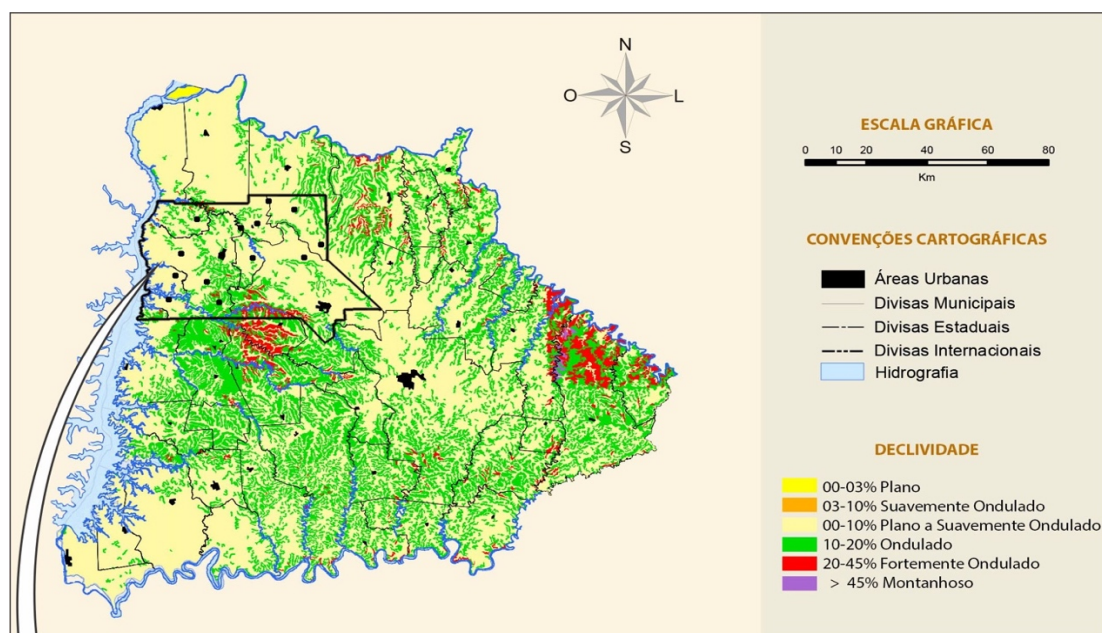 N
O
L
S
ESCALA GRÁFICA
0 10 20 40 60 80
Km
CONVENÇÕES CARTOGRÁFICAS
Áreas Urbanas
Divisas Municipais
Divisas Estaduais
Divisas Internacionais
Hidrografia
DECLIVIDADE
00-03% Plano
03-10% Suavemente Ondulado
00-10% Plano a Suavemente Ondulado
10-20% Ondulado
20-45% Fortemente Ondulado
> 45% Montanhoso